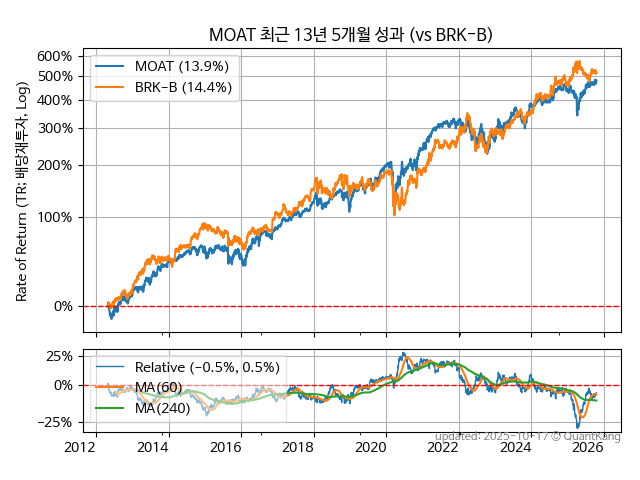 MOAT 최근 13년 5개월 성과 (vs BRK-B)
Rate of Return (TR: 배당재투자, Log)
600%
500%
400%
300%
200%
100%
0%
MOAT (13.9%)
BRK-B (14.4%)
25%
0%
−25%
Relative (−0.5%, 0.5%)
MA(60)
MA(240)
2012 2014 2016 2018 2020 2022 2024 2026
updated: 2025-10-17 © QuantKang